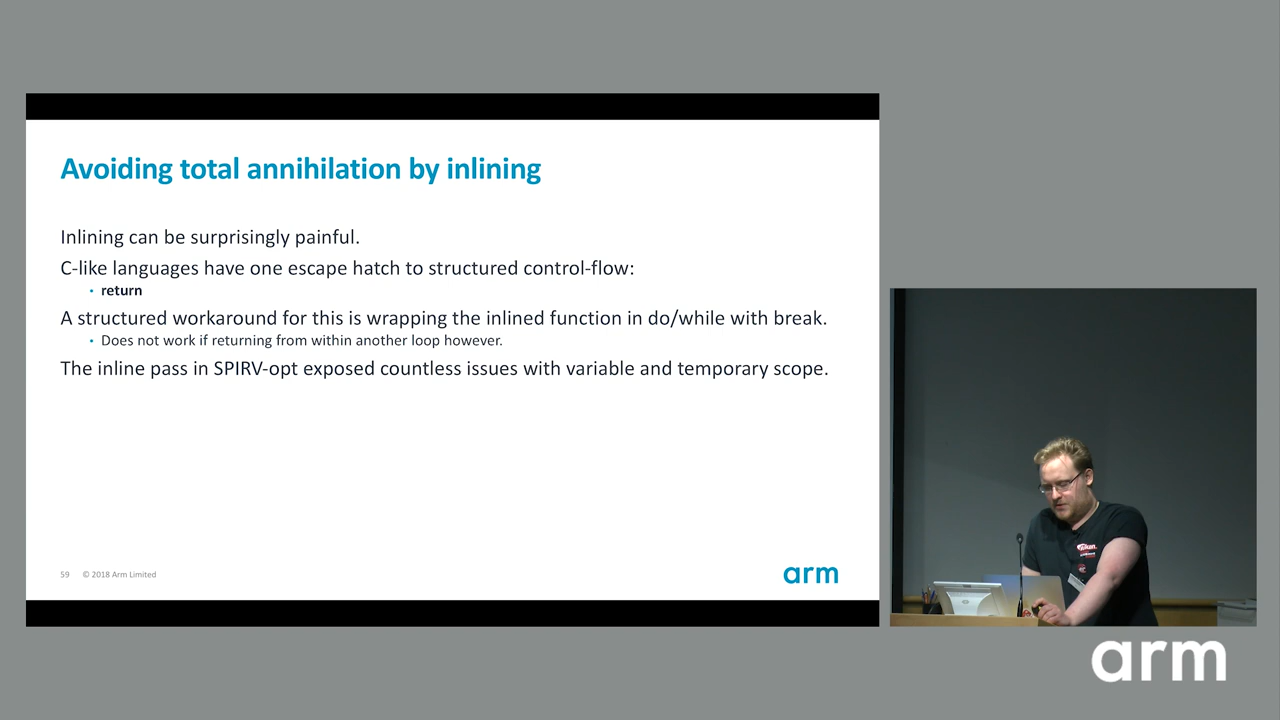 Avoiding total annihilation by inlining
Inlining can be surprisingly painful.
C-like languages have one escape hatch to structured control-flow:
• return
A structured workaround for this is wrapping the inlined function in do/while with break.
• Does not work if returning from within another loop however.
The inline pass in SPIRV-opt exposed countless issues with variable and temporary scope.
59 © 2018 Arm Limited
arm
arm